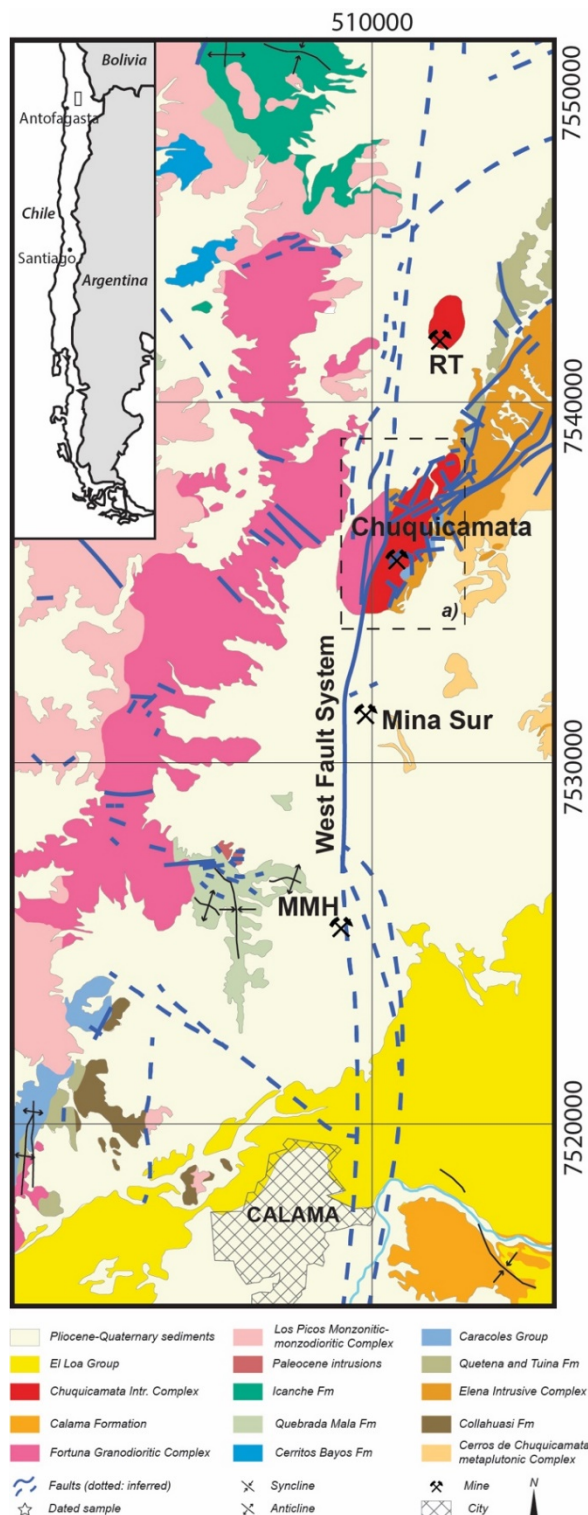 510000
Bolivia
Antofagasta
Chile
Santiago
Argentina
7550000
RT
7540000
Chuquicamata
a)
West Fault System
Mina Sur
7530000
MMH
7520000
CALAMA
Pliocene-Quaternary sediments
El Loa Group
Chuquicamata Intr. Complex
Calama Formation
Fortuna Granodioritic Complex
Faults (dotted: inferred)
Dated sample
Los Picos Monzonitic-
monzodioritic Complex
Paleocene intrusions
Icanche Fm
Quebrada Mala Fm
Cerritos Bayos Fm
Syncline
Anticline
Caracoles Group
Quetena and Tuina Fm
Elena Intrusive Complex
Collahuasi Fm
Cerros de Chuquicamata
metaplutonic Complex
Mine
City
N